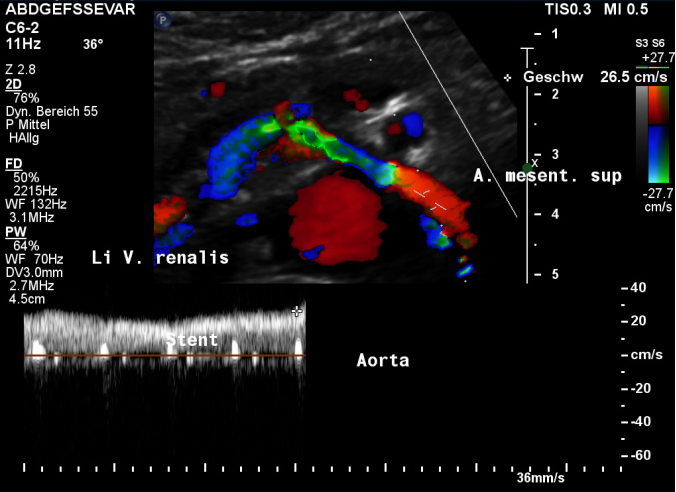 ABDGEFSSEVAR TIS0.3 MI 0.5
C6-2
11Hz 36°
Z 2.8
2D
76%
Dyn. Bereich 55
P Mittel
HAllg
FD
50%
2215Hz
WF 132Hz
3.1MHz
PW
64%
WF 70Hz
DV3.0mm
2.7MHz
4.5cm
P
1
2
3
4
5
X
S3 S6
+27.7
Geschw 26.5 cm/s
-27.7
cm/s
A. mesent. sup
Li V. renalis
Stent
Aorta
40
20
cm/s
-20
-40
-60
36mm/s